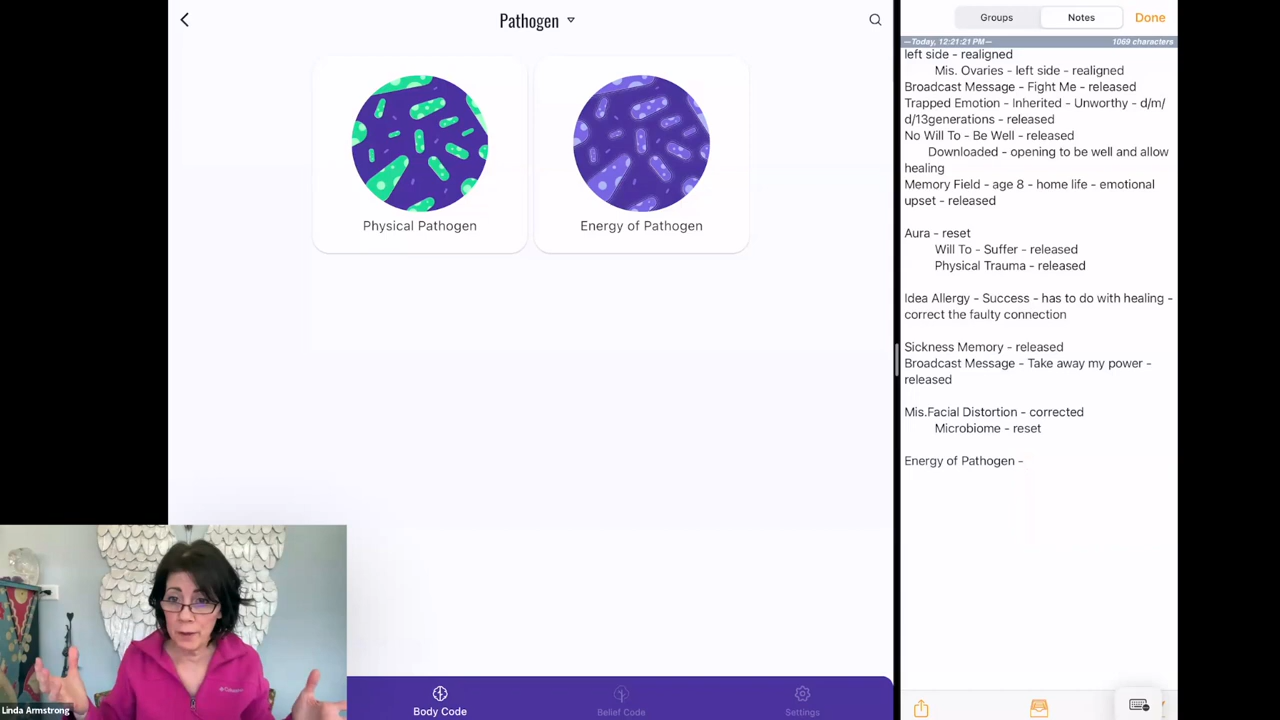 Pathogen
Physical Pathogen
Energy of Pathogen
Body Code
Belief Code
Settings
Linda Armstrong
Groups
Notes
Done
—Today, 12:21:21 PM—
1069 characters
left side - realigned
Mis. Ovaries - left side - realigned
Broadcast Message - Fight Me - released
Trapped Emotion - Inherited - Unworthy - d/m/
d/13generations - released
No Will To - Be Well - released
Downloaded - opening to be well and allow
healing
Memory Field - age 8 - home life - emotional
upset - released
Aura - reset
Will To - Suffer - released
Physical Trauma - released
Idea Allergy - Success - has to do with healing -
correct the faulty connection
Sickness Memory - released
Broadcast Message - Take away my power -
released
Mis.Facial Distortion - corrected
Microbiome - reset
Energy of Pathogen -